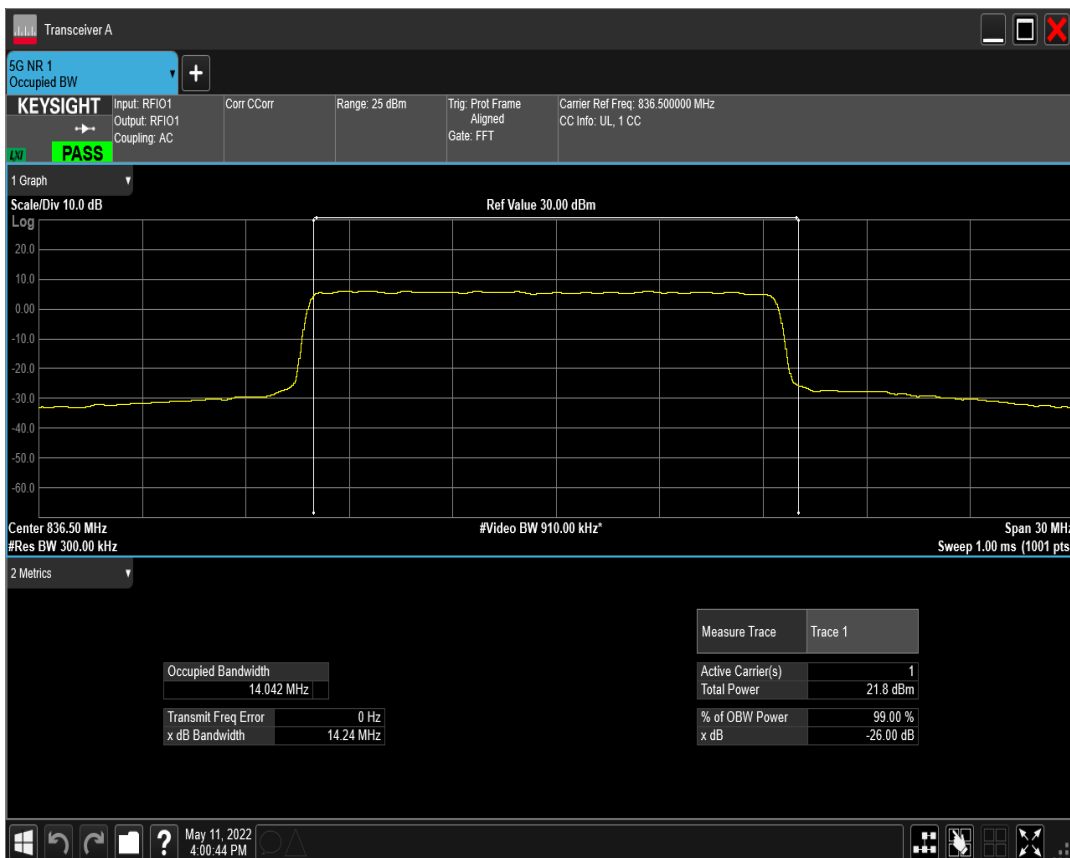 Transceiver A
5G NR 1
Occupied BW
+
KEYSIGHT
LXI
PASS
Input: RFIO1
Output: RFIO1
Coupling: AC
Corr CCorr
Range: 25 dBm
Trig: Prot Frame
Aligned
Gate: FFT
Carrier Ref Freq: 836.500000 MHz
CC Info: UL, 1 CC
1 Graph
Scale/Div 10.0 dB
Ref Value 30.00 dBm
Log
20.0
10.0
0.00
-10.0
-20.0
-30.0
-40.0
-50.0
-60.0
Center 836.50 MHz
#Video BW 910.00 kHz*
Span 30 MHz
#Res BW 300.00 kHz
Sweep 1.00 ms (1001 pts
2 Metrics
Measure Trace Trace 1
Occupied Bandwidth
14.042 MHz
Active Carrier(s) 1
Total Power 21.8 dBm
Transmit Freq Error 0 Hz
x dB Bandwidth 14.24 MHz
% of OBW Power 99.00 %
x dB -26.00 dB
?
May 11, 2022
4:00:44 PM